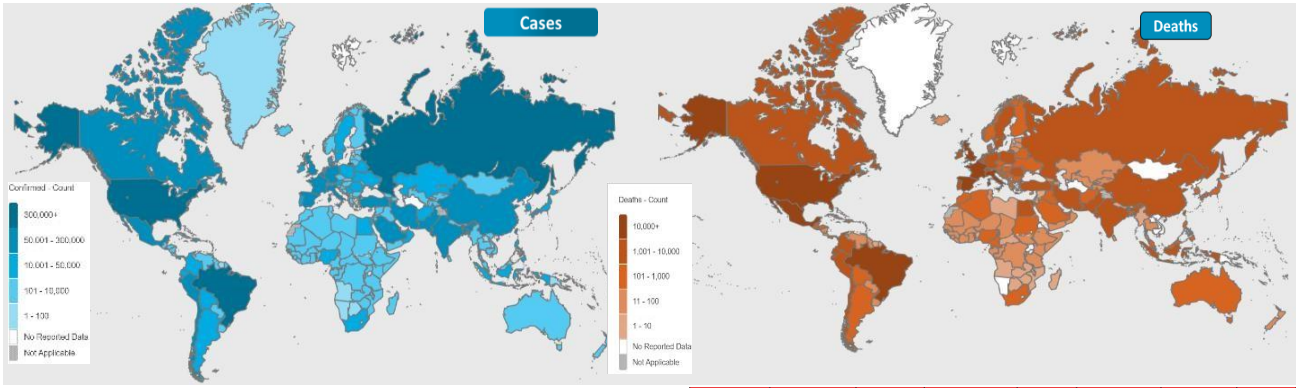 Cases
Confirmed - Count
300,000+
50.001 - 300.000
10.001 - 50,000
101 - 10,000
1 - 100
No Reported Data
Not Applicable
Deaths
Deaths - Count
10,000+
1,001 - 10,000
101 - 1,000
11 - 100
1 - 10
No Reported Data
Not Applicable